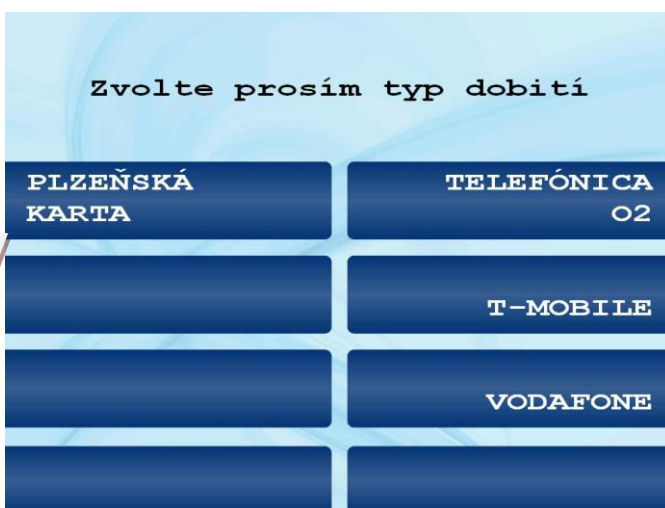 Zvolte prosím typ dobití
PLZEŇSKÁ
KARTA
TELEFÓNICA
O2
T-MOBILE
VODAFONE